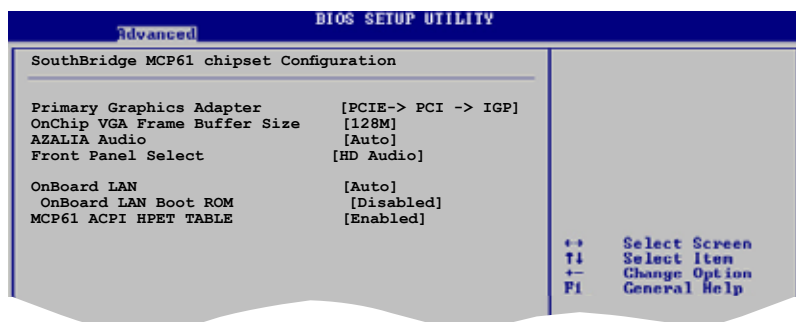 BIOS SETUP UTILITY
Advanced
SouthBridge MCP61 chipset Configuration
Primary Graphics Adapter [PCIE-> PCI -> IGP]
OnChip VGA Frame Buffer Size [128M]
AZALIA Audio [Auto]
Front Panel Select [HD Audio]
OnBoard LAN [Auto]
OnBoard LAN Boot ROM [Disabled]
MCP61 ACPI HPET TABLE [Enabled]
↔ Select Screen
↑↓ Select Item
+- Change Option
F1 General Help